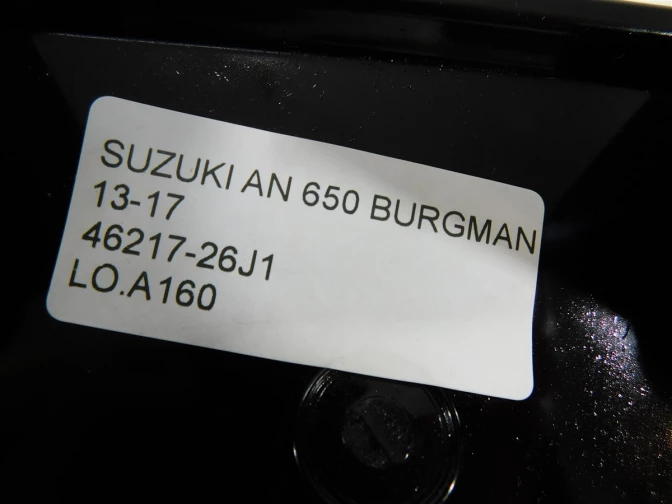 SUZUKI AN 650 BURGMAN
13-17
46217-26J1
LO.A160